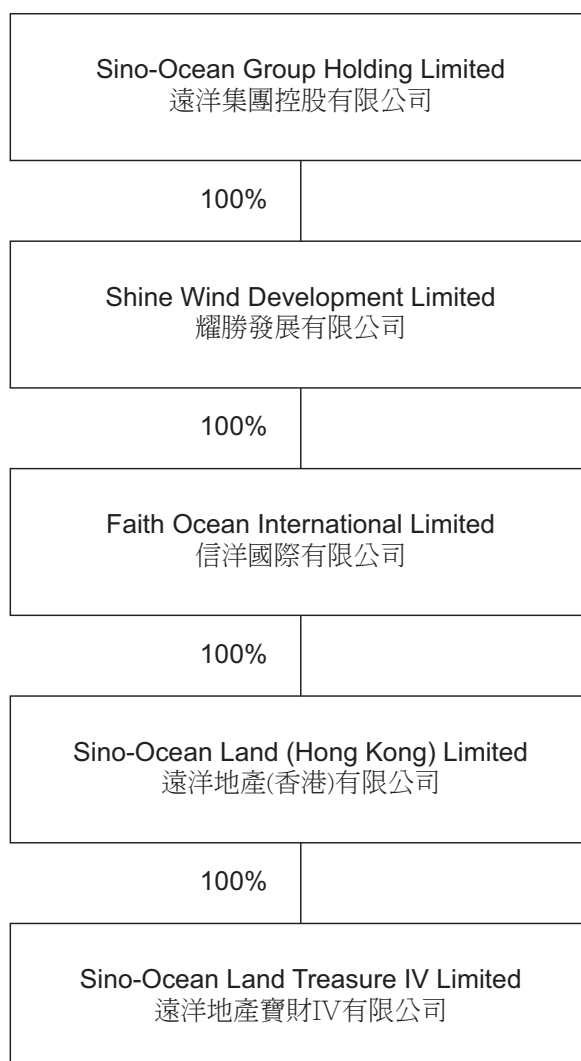 Sino-Ocean Group Holding Limited
遠洋集團控股有限公司
100%
Shine Wind Development Limited
耀勝發展有限公司
100%
Faith Ocean International Limited
信洋國際有限公司
100%
Sino-Ocean Land (Hong Kong) Limited
遠洋地產(香港)有限公司
100%
Sino-Ocean Land Treasure IV Limited
遠洋地產寶財IV有限公司